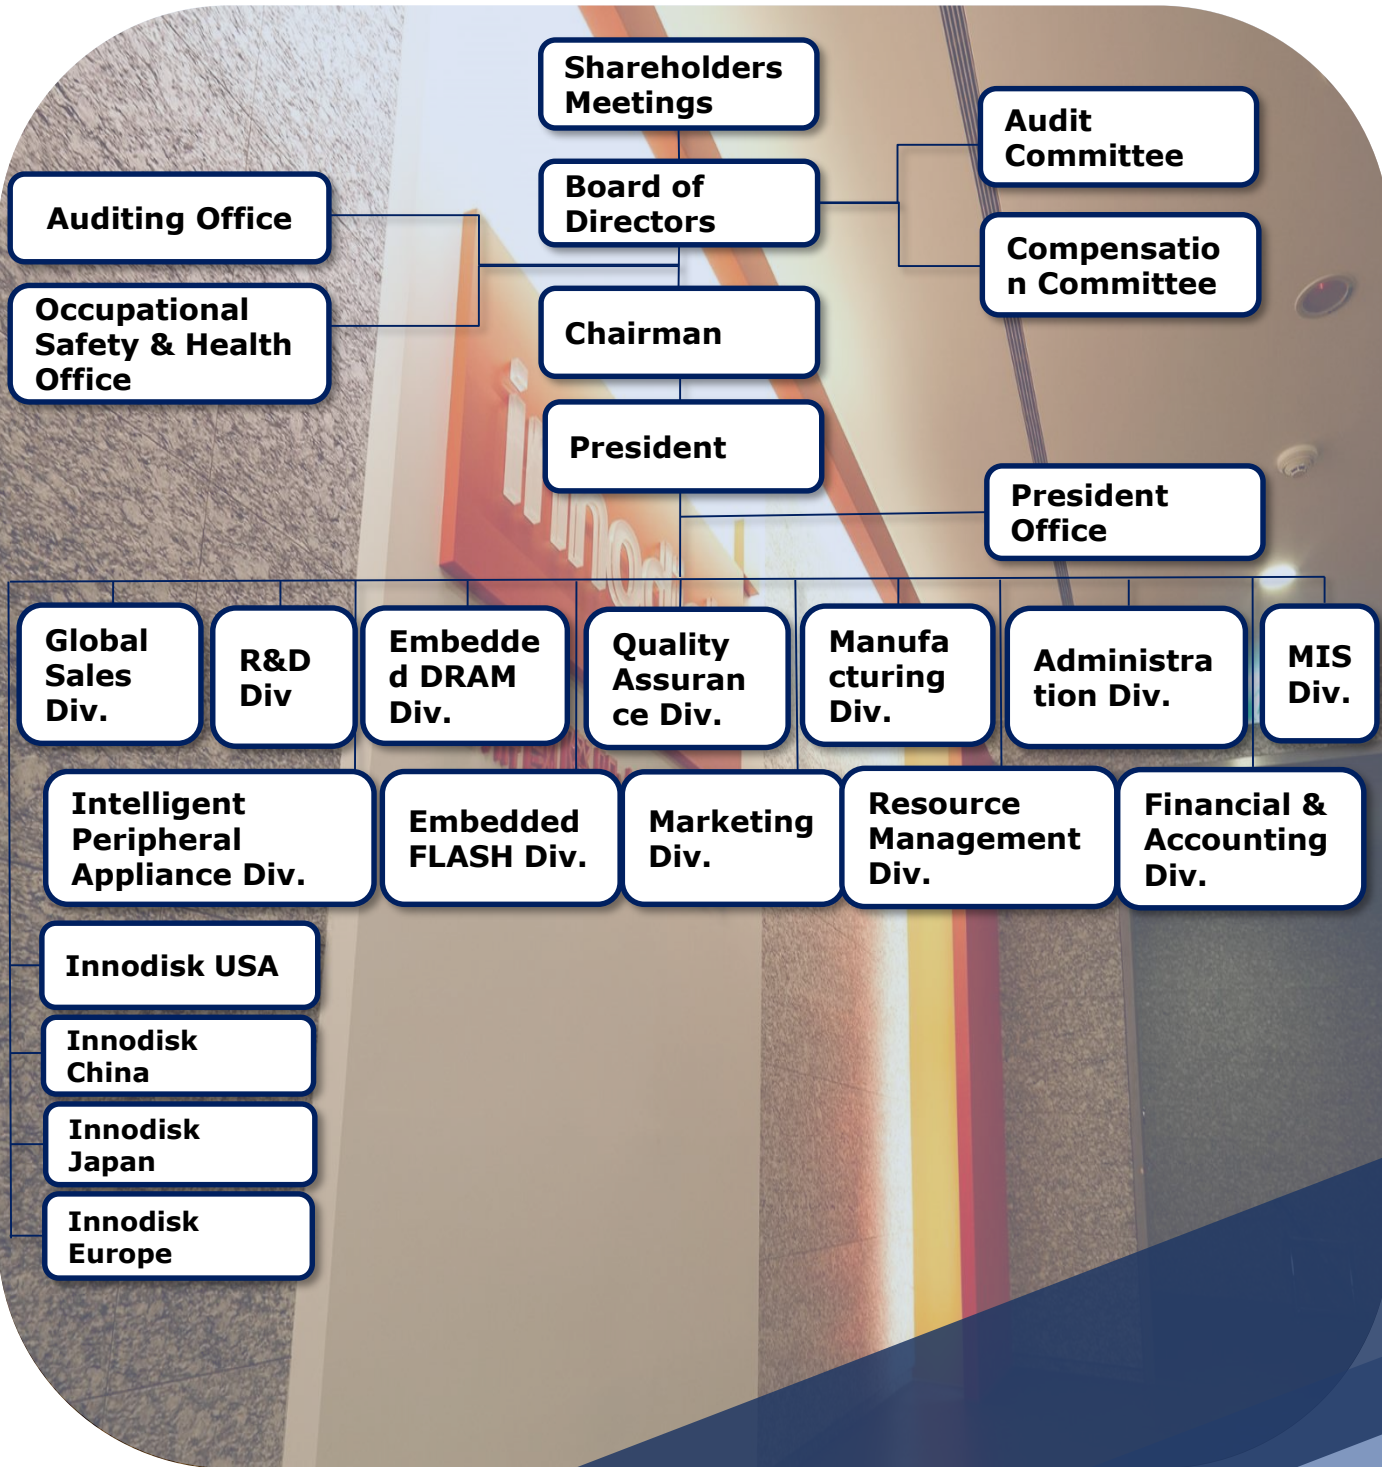 Shareholders
Meetings
Audit
Committee
Board of
Directors
Auditing Office
Compensatio
n Committee
Occupational
Safety & Health
Office
Chairman
President
President
Office
Global
Sales
Div.
R&D
Div
Embedde
d DRAM
Div.
Quality
Assuran
ce Div.
Manufa
cturing
Div.
Administra
tion Div.
MIS
Div.
Intelligent
Peripheral
Appliance Div.
Embedded
FLASH Div.
Marketing
Div.
Resource
Management
Div.
Financial &
Accounting
Div.
Innodisk USA
Innodisk
China
Innodisk
Japan
Innodisk
Europe